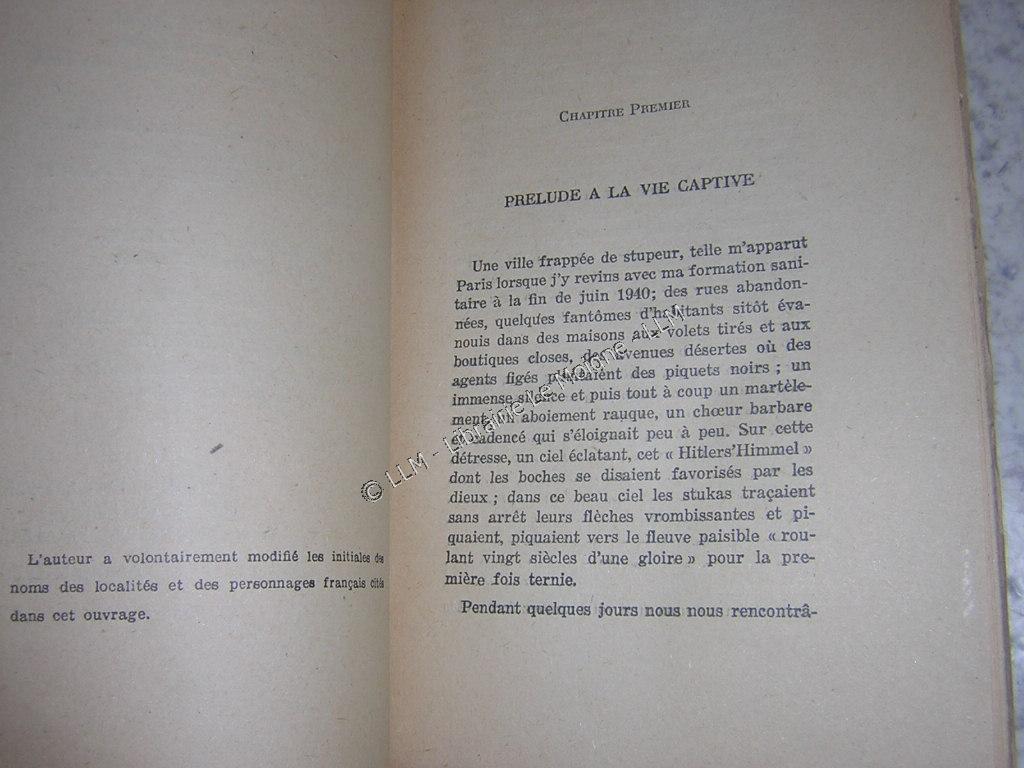 L'auteur a volontairement modifié les initiales des
noms des localités et des personnages français cités
dans cet ouvrage.
CHAPITRE PREMIER
PRELUDE A LA VIE CAPTIVE
Une ville frappée de stupeur, telle m'apparut
Paris lorsque j'y revins avec ma formation sani-
taire à la fin de juin 1940; des rues abandon-
nées, quelques fantômes d'habitants sitôt éva-
nouis dans des maisons aux volets tirés et aux
boutiques closes, des avenues désertes où des
agents figés plantaient des piquets noirs ; un
immense silence et puis tout à coup un martèle-
ment, un aboiement rauque, un chœur barbare
et cadencé qui s'éloignait peu à peu. Sur cette
détresse, un ciel éclatant, cet « Hitlers'Himmel »
dont les boches se disaient favorisés par les
dieux ; dans ce beau ciel les stukas traçaient
sans arrêt leurs flèches vrombissantes et pi-
quaient, piquaient vers le fleuve paisible « rou-
lant vingt siècles d'une gloire » pour la pre-
mière fois ternie.
Pendant quelques jours nous nous rencontrâ-
© LLM - Librairie Le Molone - LLM